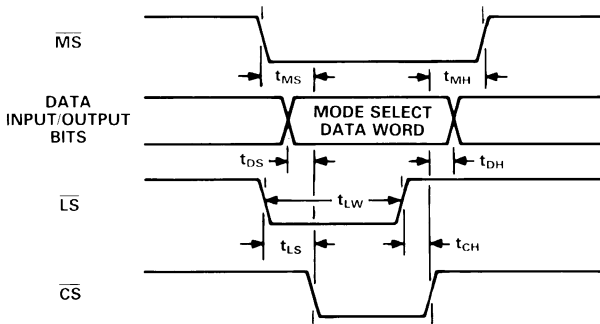 MS
tMS
tMH
DATA
INPUT/OUTPUT
BITS
MODE SELECT
DATA WORD
tDS
tDH
LS
tLW
tLS
tCH
CS